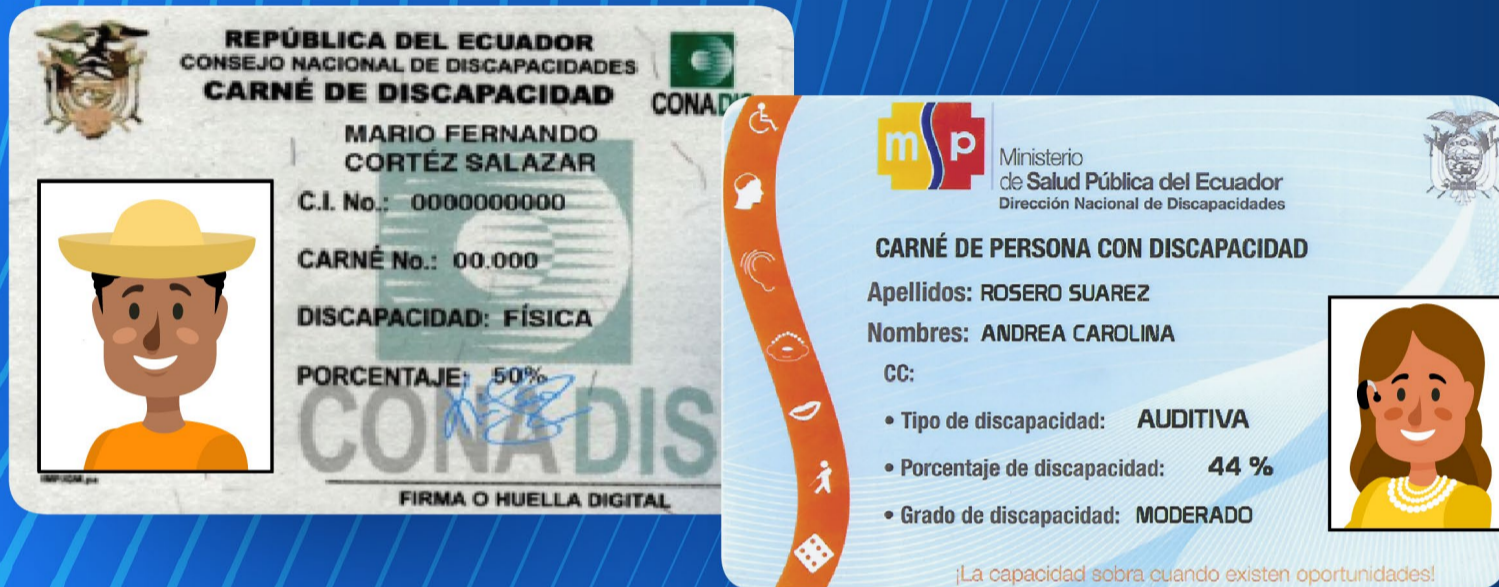 REPÚBLICA DEL ECUADOR
CONSEJO NACIONAL DE DISCAPACIDADES
CARNÉ DE DISCAPACIDAD
CONADIS
MARIO FERNANDO
CORTÉZ SALAZAR
C.I. No.: 0000000000
CARNÉ No.: 00.000
DISCAPACIDAD: FÍSICA
PORCENTAJE: 50%
CONADIS
FIRMA O HUELLA DIGITAL
msp
Ministerio
de Salud Pública del Ecuador
Dirección Nacional de Discapacidades
CARNÉ DE PERSONA CON DISCAPACIDAD
Apellidos: ROSERO SUAREZ
Nombres: ANDREA CAROLINA
CC:
• Tipo de discapacidad: AUDITIVA
• Porcentaje de discapacidad: 44 %
• Grado de discapacidad: MODERADO
¡La capacidad sobra cuando existen oportunidades!